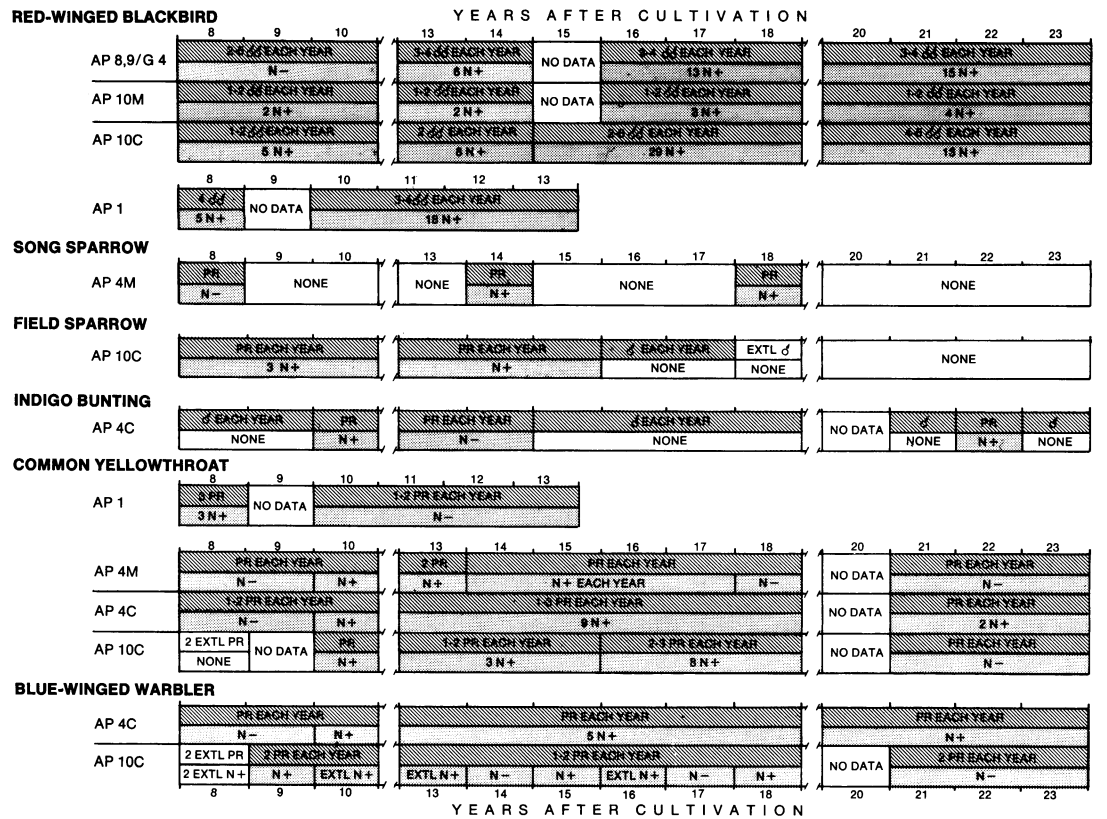 RED-WINGED BLACKBIRD YEARS AFTER CULTIVATION
8 9 10 13 14 15 16 17 18 20 21 22 23
AP 8,9/G 4 2-5 ♂♂ EACH YEAR 3-4 ♂♂ EACH YEAR NO DATA 3-4 ♂♂ EACH YEAR 3-4 ♂♂ EACH YEAR
N− 6 N+ 13 N+ 15 N+
AP 10M 1-2 ♂♂ EACH YEAR 1-2 ♂♂ EACH YEAR NO DATA 1-2 ♂♂ EACH YEAR 1-2 ♂♂ EACH YEAR
2 N+ 2 N+ 3 N+ 4 N+
AP 10C 1-2 ♂♂ EACH YEAR 2 ♂♂ EACH YEAR EACH YEAR EACH YEAR
5 N+ 8 N+ 29 N+ 13 N+
8 9 10 11 12 13
AP 1 4 ♂♂ NO DATA 3-4 ♂♂ EACH YEAR
5 N+ 18 N+
SONG SPARROW
8 9 10 13 14 15 16 17 18 20 21 22 23
AP 4M PR NONE NONE PR NONE PR NONE
N− N+ N+
FIELD SPARROW
AP 10C PR EACH YEAR PR EACH YEAR ♂ EACH YEAR EXTL ♂ NONE
3 N+ N+ NONE NONE
INDIGO BUNTING
AP 4C ♂ EACH YEAR PR PR EACH YEAR ♂ EACH YEAR NO DATA ♂ PR ♂
NONE N+ N− NONE NONE N+ NONE
COMMON YELLOWTHROAT
8 9 10 11 12 13
AP 1 3 PR NO DATA 1-2 PR EACH YEAR
3 N+ N−
8 9 10 13 14 15 16 17 18 20 21 22 23
AP 4M PR EACH YEAR 2 PR PR EACH YEAR NO DATA PR EACH YEAR
N− N+ N+ N+ EACH YEAR N− N−
AP 4C 1-2 PR EACH YEAR 1-3 PR EACH YEAR NO DATA PR EACH YEAR
N− N+ 9 N+ 2 N+
AP 10C 2 EXTL PR NO DATA PR 1-2 PR EACH YEAR 2-3 PR EACH YEAR NO DATA PR EACH YEAR
NONE N+ 3 N+ 8 N+ N−
BLUE-WINGED WARBLER
AP 4C PR EACH YEAR PR EACH YEAR PR EACH YEAR
N− N+ 5 N+ N+
AP 10C 2 EXTL PR 2 PR EACH YEAR 1-2 PR EACH YEAR NO DATA 2 PR EACH YEAR
2 EXTL N+ N+ EXTL N+ EXTL N+ N− N+ EXTL N+ N− N+ N−
8 9 10 13 14 15 16 17 18 20 21 22 23
YEARS AFTER CULTIVATION